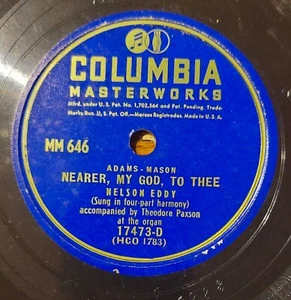 COLUMBIA
MASTERWORKS
Mfrd. under U.S. Pat. No. 1,702,564 and Pat. Pending. Trade-
Marks Reg. U.S. Pat. Off.—Marcas Registradas. Made in U.S.A.
MM 646
ADAMS - MASON
NEARER, MY GOD, TO THEE
NELSON EDDY
(Sung in four-part harmony)
accompanied by Theodore Paxson
at the organ
17473-D
(HCO 1783)